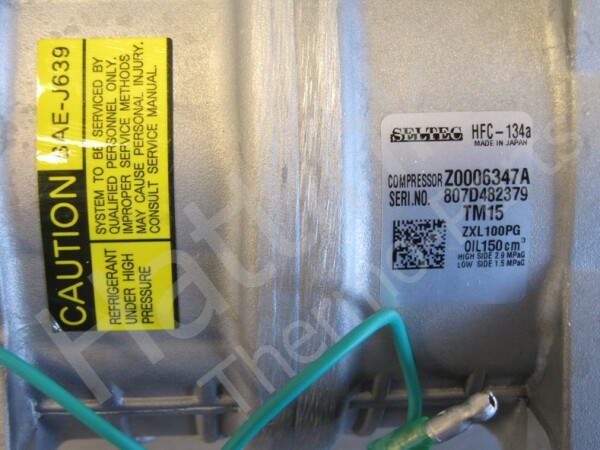 CAUTION SAE-J639
SYSTEM TO BE SERVICED BY
QUALIFIED PERSONNEL ONLY.
IMPROPER SERVICE METHODS
MAY CAUSE PERSONAL INJURY.
CONSULT SERVICE MANUAL.
REFRIGERANT
UNDER HIGH
PRESSURE
SELTEC HFC-134a
MADE IN JAPAN
COMPRESSOR Z0006347A
SERI.NO. 807D482379
TM15
ZXL100PG
OIL150cm³
HIGH SIDE 2.9 MPaG
LOW SIDE 1.5 MPaG